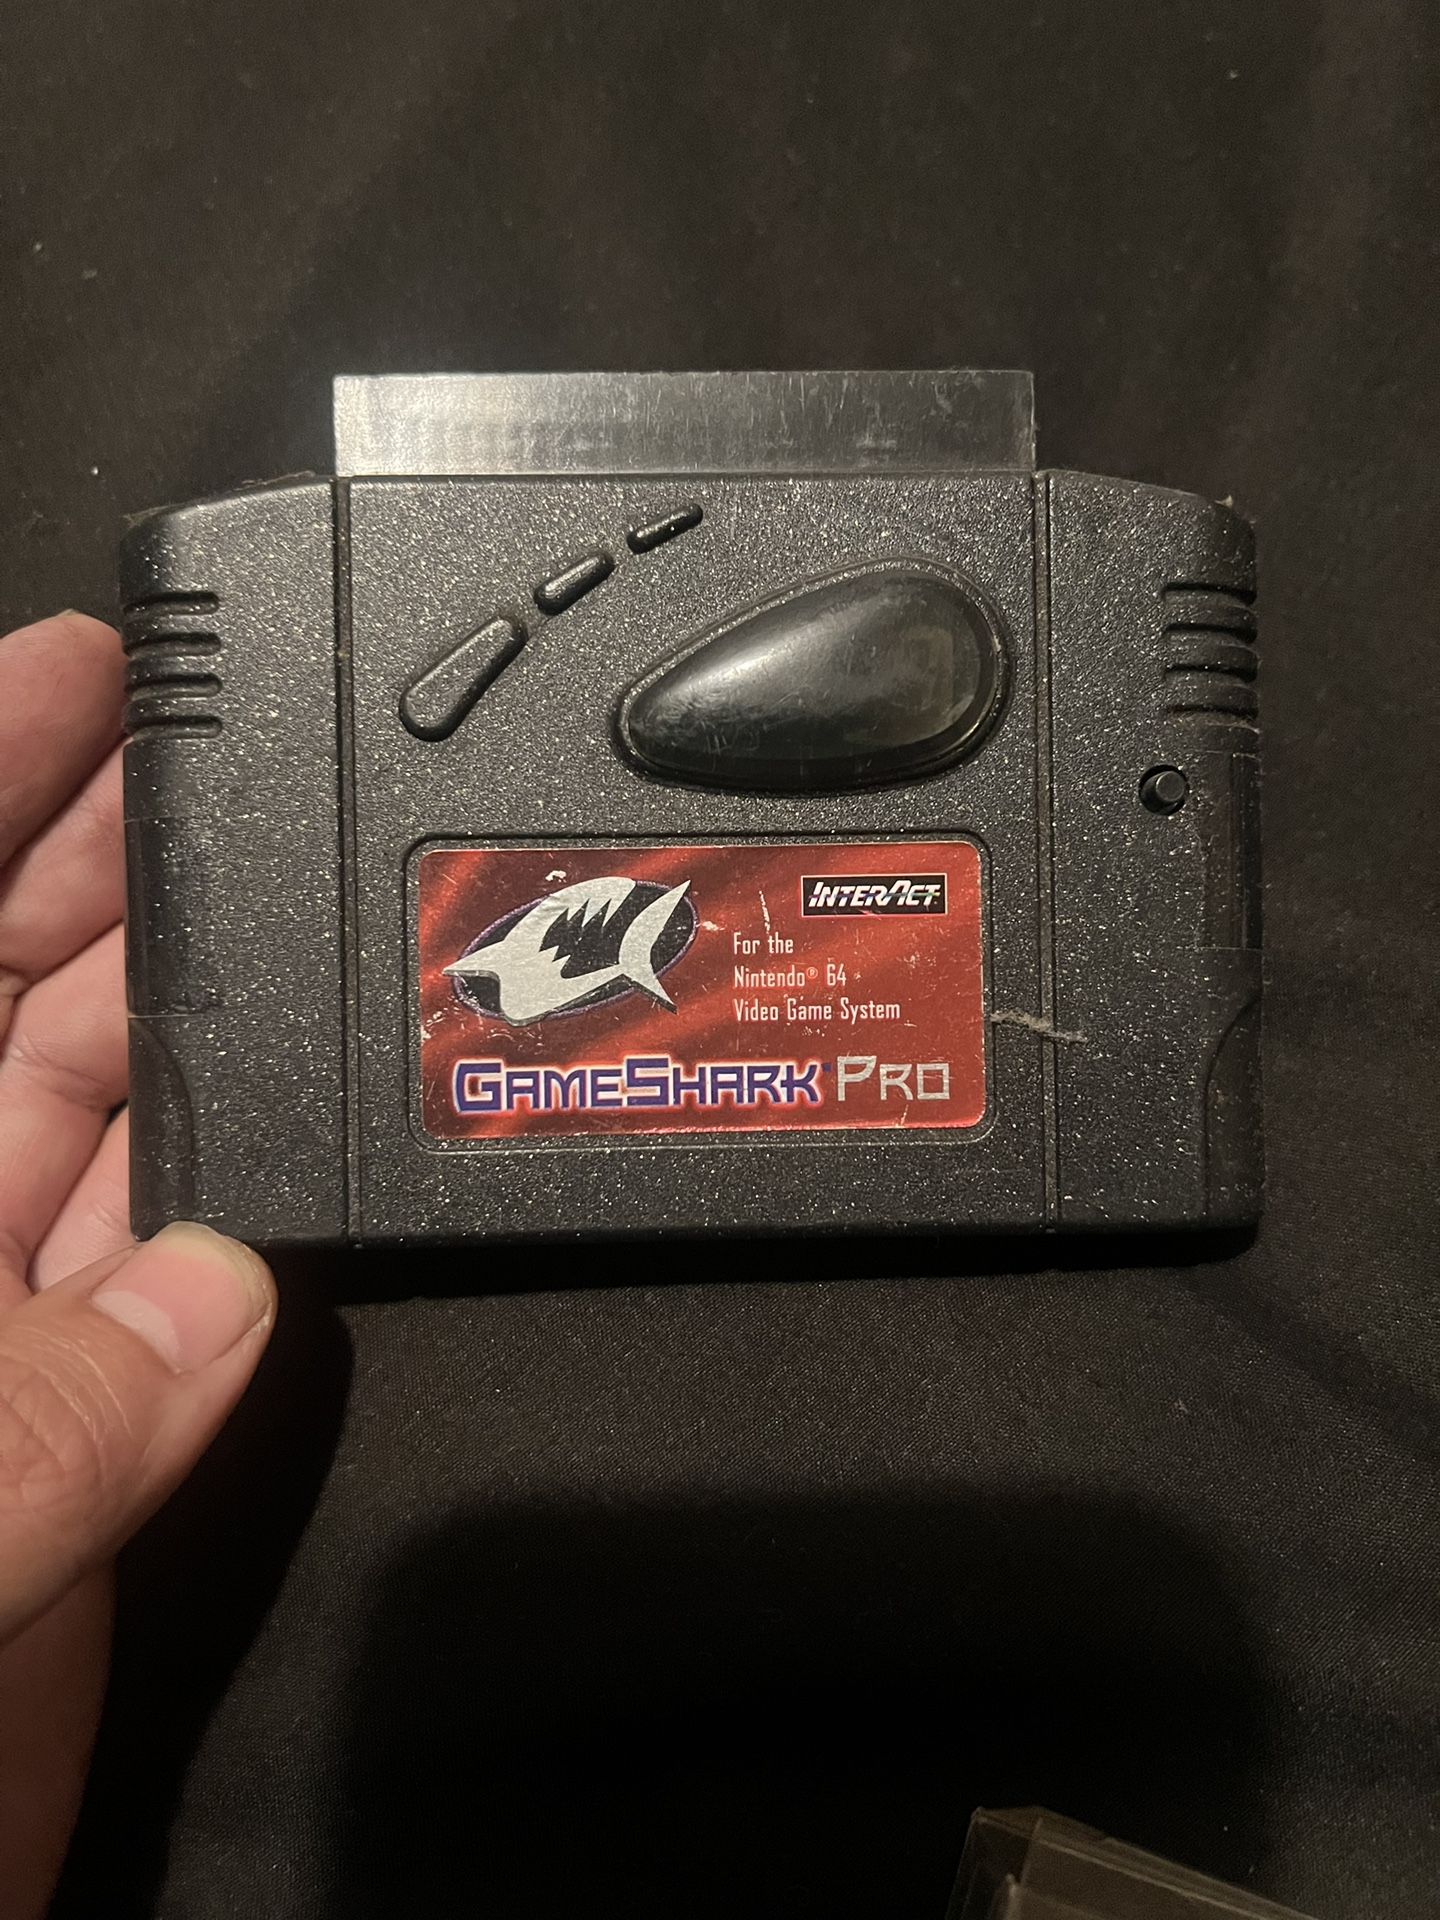 INTERACT
For the
Nintendo® 64
Video Game System
GAMESHARK PRO